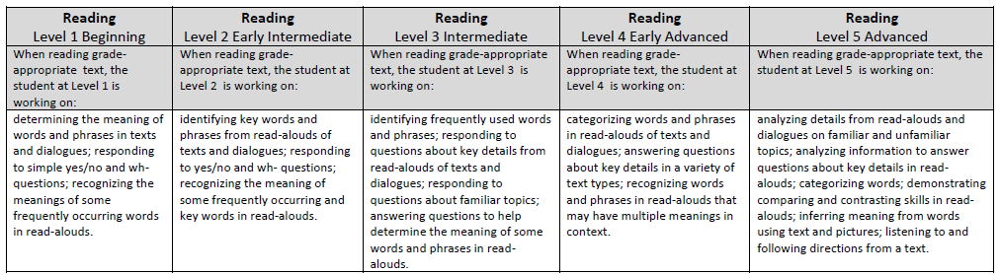 Reading
Level 1 Beginning
When reading grade-
appropriate text, the
student at Level 1 is
working on:
determining the meaning of
words and phrases in texts
and dialogues; responding
to simple yes/no and wh-
questions; recognizing the
meanings of some
frequently occurring words
in read-alouds.
Reading
Level 2 Early Intermediate
When reading grade-
appropriate text, the student at
Level 2 is working on:
identifying key words and
phrases from read-alouds of
texts and dialogues; responding
to yes/no and wh- questions;
recognizing the meaning of
some frequently occurring and
key words in read-alouds.
Reading
Level 3 Intermediate
When reading grade-appropriate
text, the student at Level 3 is
working on:
identifying frequently used words
and phrases; responding to
questions about key details from
read-alouds of texts and
dialogues; responding to
questions about familiar topics;
answering questions to help
determine the meaning of some
words and phrases in read-
alouds.
Reading
Level 4 Early Advanced
When reading grade-
appropriate text, the student at
Level 4 is working on:
categorizing words and phrases
in read-alouds of texts and
dialogues; answering questions
about key details in a variety of
text types; recognizing words
and phrases in read-alouds that
may have multiple meanings in
context.
Reading
Level 5 Advanced
When reading grade-appropriate text, the
student at Level 5 is working on:
analyzing details from read-alouds and
dialogues on familiar and unfamiliar
topics; analyzing information to answer
questions about key details in read-
alouds; categorizing words; demonstrating
comparing and contrasting skills in read-
alouds; inferring meaning from words
using text and pictures; listening to and
following directions from a text.